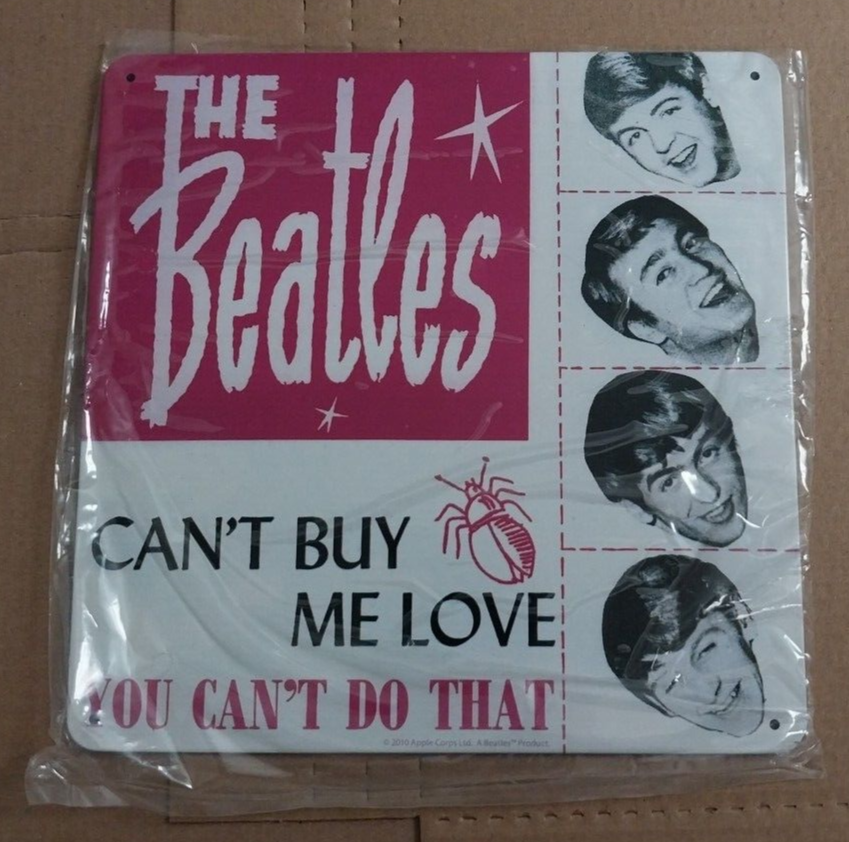 THE
Beatles
CAN'T BUY
ME LOVE
YOU CAN'T DO THAT
© 2010 Apple Corps Ltd. A Beatles™ Product.